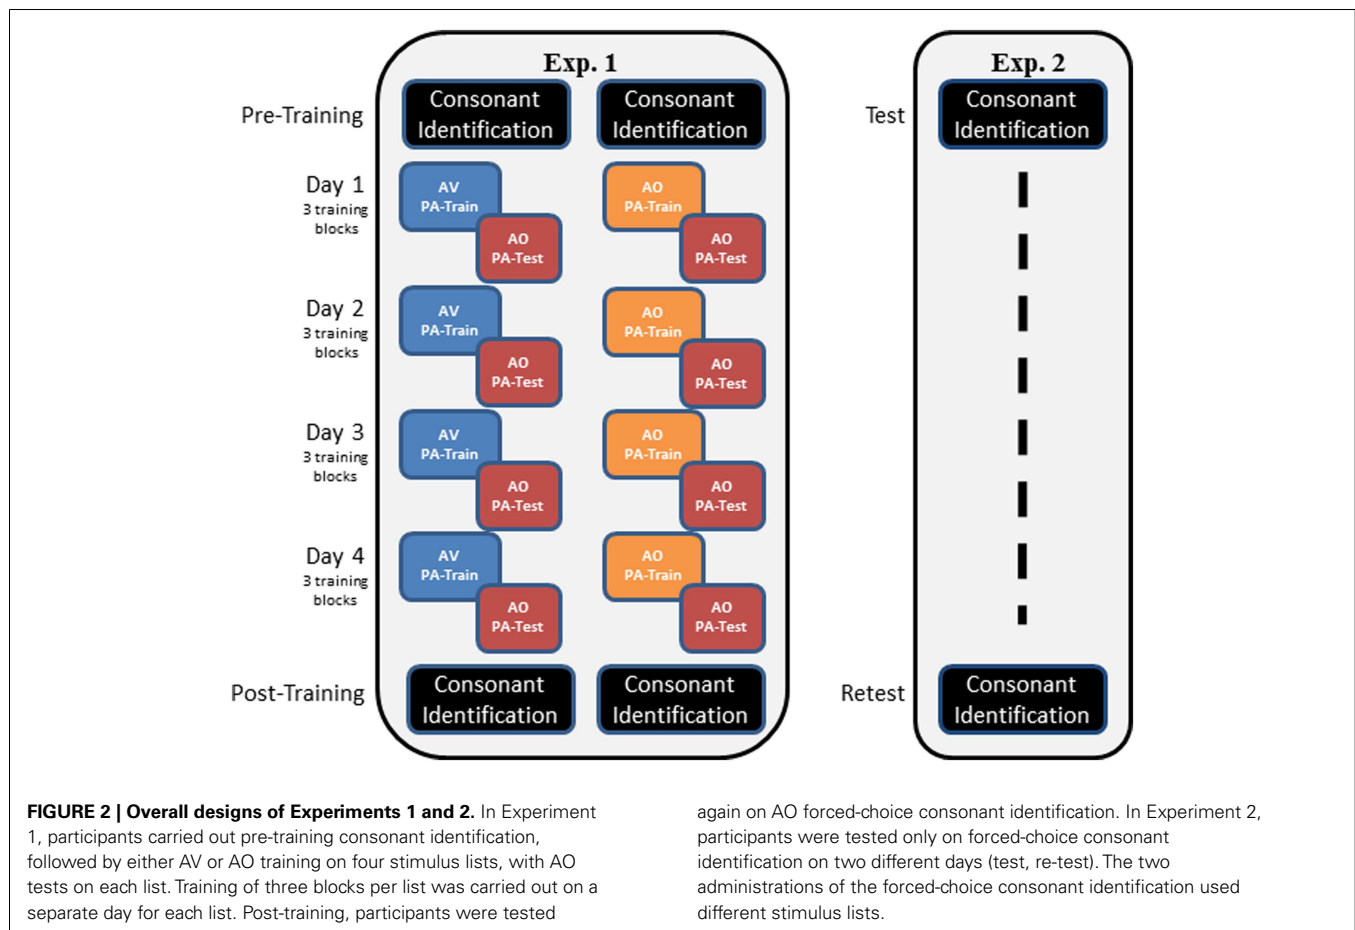 Exp. 1
Exp. 2
Pre-Training
Consonant
Identification
Consonant
Identification
Test
Consonant
Identification
Day 1
3 training
blocks
AV
PA-Train
AO
PA-Test
AO
PA-Train
AO
PA-Test
Day 2
3 training
blocks
AV
PA-Train
AO
PA-Test
AO
PA-Train
AO
PA-Test
Day 3
3 training
blocks
AV
PA-Train
AO
PA-Test
AO
PA-Train
AO
PA-Test
Day 4
3 training
blocks
AV
PA-Train
AO
PA-Test
AO
PA-Train
AO
PA-Test
Post-Training
Consonant
Identification
Consonant
Identification
Retest
Consonant
Identification
FIGURE 2 | Overall designs of Experiments 1 and 2. In Experiment
1, participants carried out pre-training consonant identification,
followed by either AV or AO training on four stimulus lists, with AO
tests on each list. Training of three blocks per list was carried out on a
separate day for each list. Post-training, participants were tested
again on AO forced-choice consonant identification. In Experiment 2,
participants were tested only on forced-choice consonant
identification on two different days (test, re-test). The two
administrations of the forced-choice consonant identification used
different stimulus lists.